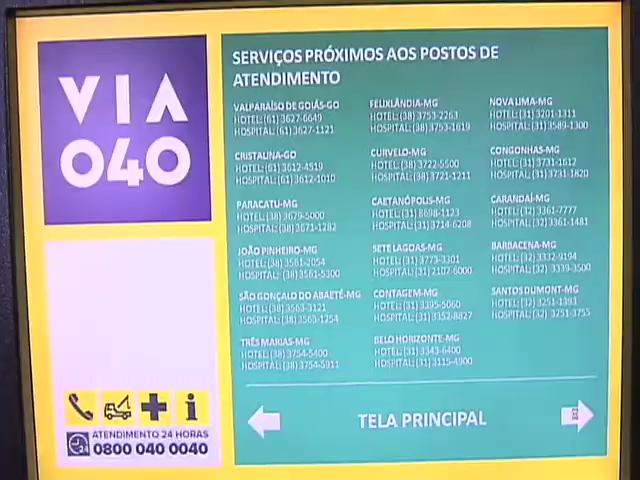 VIA
040
SERVIÇOS PRÓXIMOS AOS POSTOS DE
ATENDIMENTO
VALPARAÍSO DE GOIÁS-GO
HOTEL: (61) 3627-6649
HOSPITAL: (61) 3627-1121
CRISTALINA-GO
HOTEL: (61) 3612-4519
HOSPITAL: (61) 3612-1010
PARACATU-MG
HOTEL: (38) 3679-5000
HOSPITAL: (38) 3671-1282
JOÃO PINHEIRO-MG
HOTEL: (38) 3561-2054
HOSPITAL: (38) 3561-5300
SÃO GONÇALO DO ABAETÉ-MG
HOTEL: (38) 3563-3121
HOSPITAL: (38) 3563-1254
TRÊS MARIAS-MG
HOTEL: (38) 3754-5400
HOSPITAL: (38) 3754-5911
FELIXLÂNDIA-MG
HOTEL: (38) 3753-2263
HOSPITAL: (38) 3753-1619
CURVELO-MG
HOTEL: (38) 3722-5500
HOSPITAL: (38) 3721-1211
CAETANÓPOLIS-MG
HOTEL: (31) 8698-1123
HOSPITAL: (31) 3714-6208
SETE LAGOAS-MG
HOTEL: (31) 3773-3301
HOSPITAL: (31) 2107-6000
CONTAGEM-MG
HOTEL: (31) 3395-5060
HOSPITAL: (31) 3352-8827
BELO HORIZONTE-MG
HOTEL: (31) 3343-6400
HOSPITAL: (31) 3115-4900
NOVA LIMA-MG
HOTEL: (31) 3201-1311
HOSPITAL: (31) 3589-1300
CONGONHAS-MG
HOTEL: (31) 3731-1617
HOSPITAL: (31) 3731-1820
CARANDAÍ-MG
HOTEL: (32) 3361-7777
HOSPITAL: (32) 3361-1481
BARBACENA-MG
HOTEL: (32) 3332-9194
HOSPITAL: (32) 3339-3500
SANTOS DUMONT-MG
HOTEL: (32) 3251-1393
HOSPITAL: (32) 3251-3755
TELA PRINCIPAL
ATENDIMENTO 24 HORAS
0800 040 0040